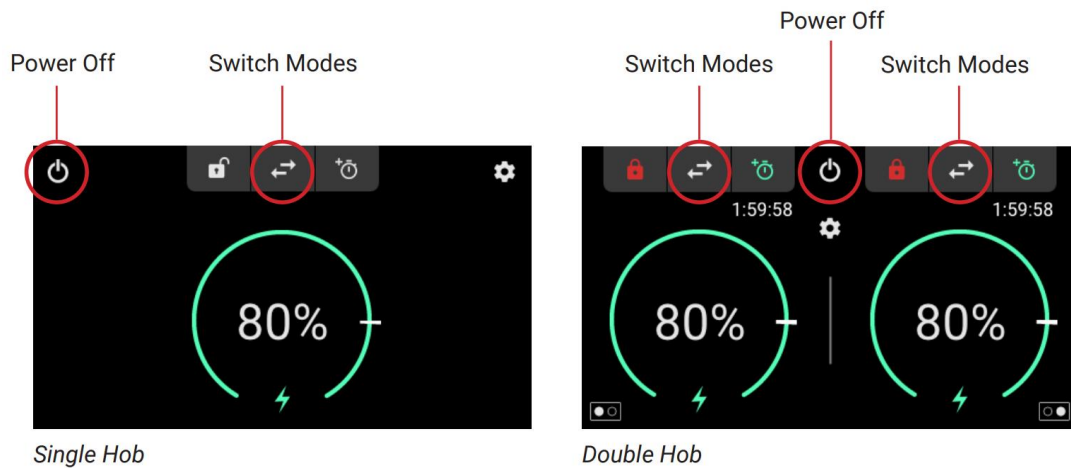 Power Off
Switch Modes
80%
Single Hob
Power Off
Switch Modes
Switch Modes
1:59:58
1:59:58
80%
80%
Double Hob